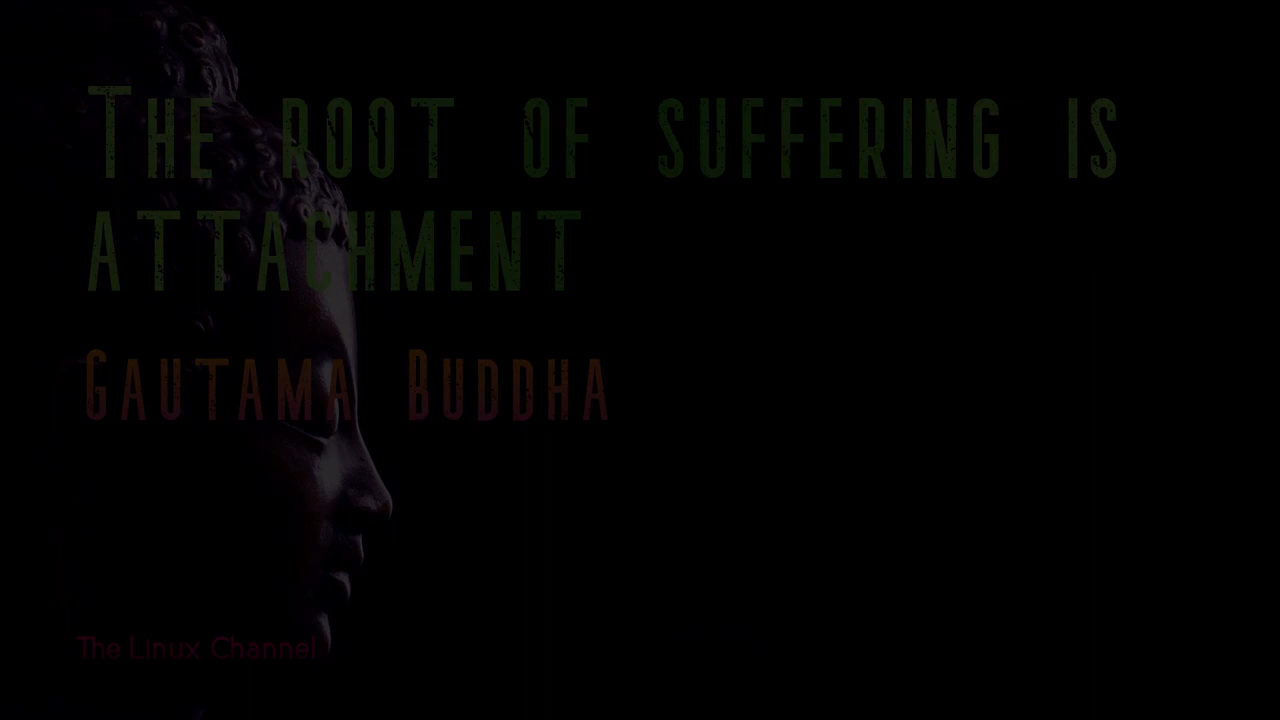 The root of suffering is
attachment
Gautama Buddha
The Linux Channel